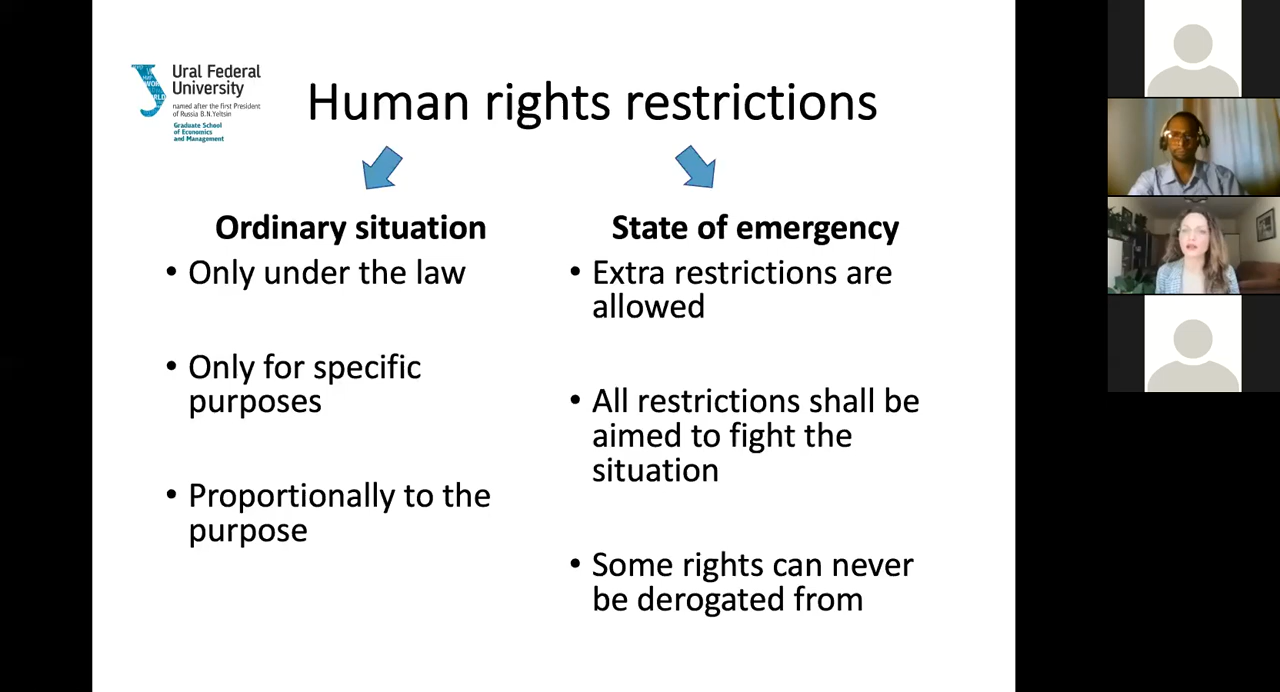 Ural Federal
University
named after the first President
of Russia B.N.Yeltsin
Graduate School
of Economics
and Management
Human rights restrictions
Ordinary situation
• Only under the law
• Only for specific
purposes
• Proportionally to the
purpose
State of emergency
• Extra restrictions are
allowed
• All restrictions shall be
aimed to fight the
situation
• Some rights can never
be derogated from